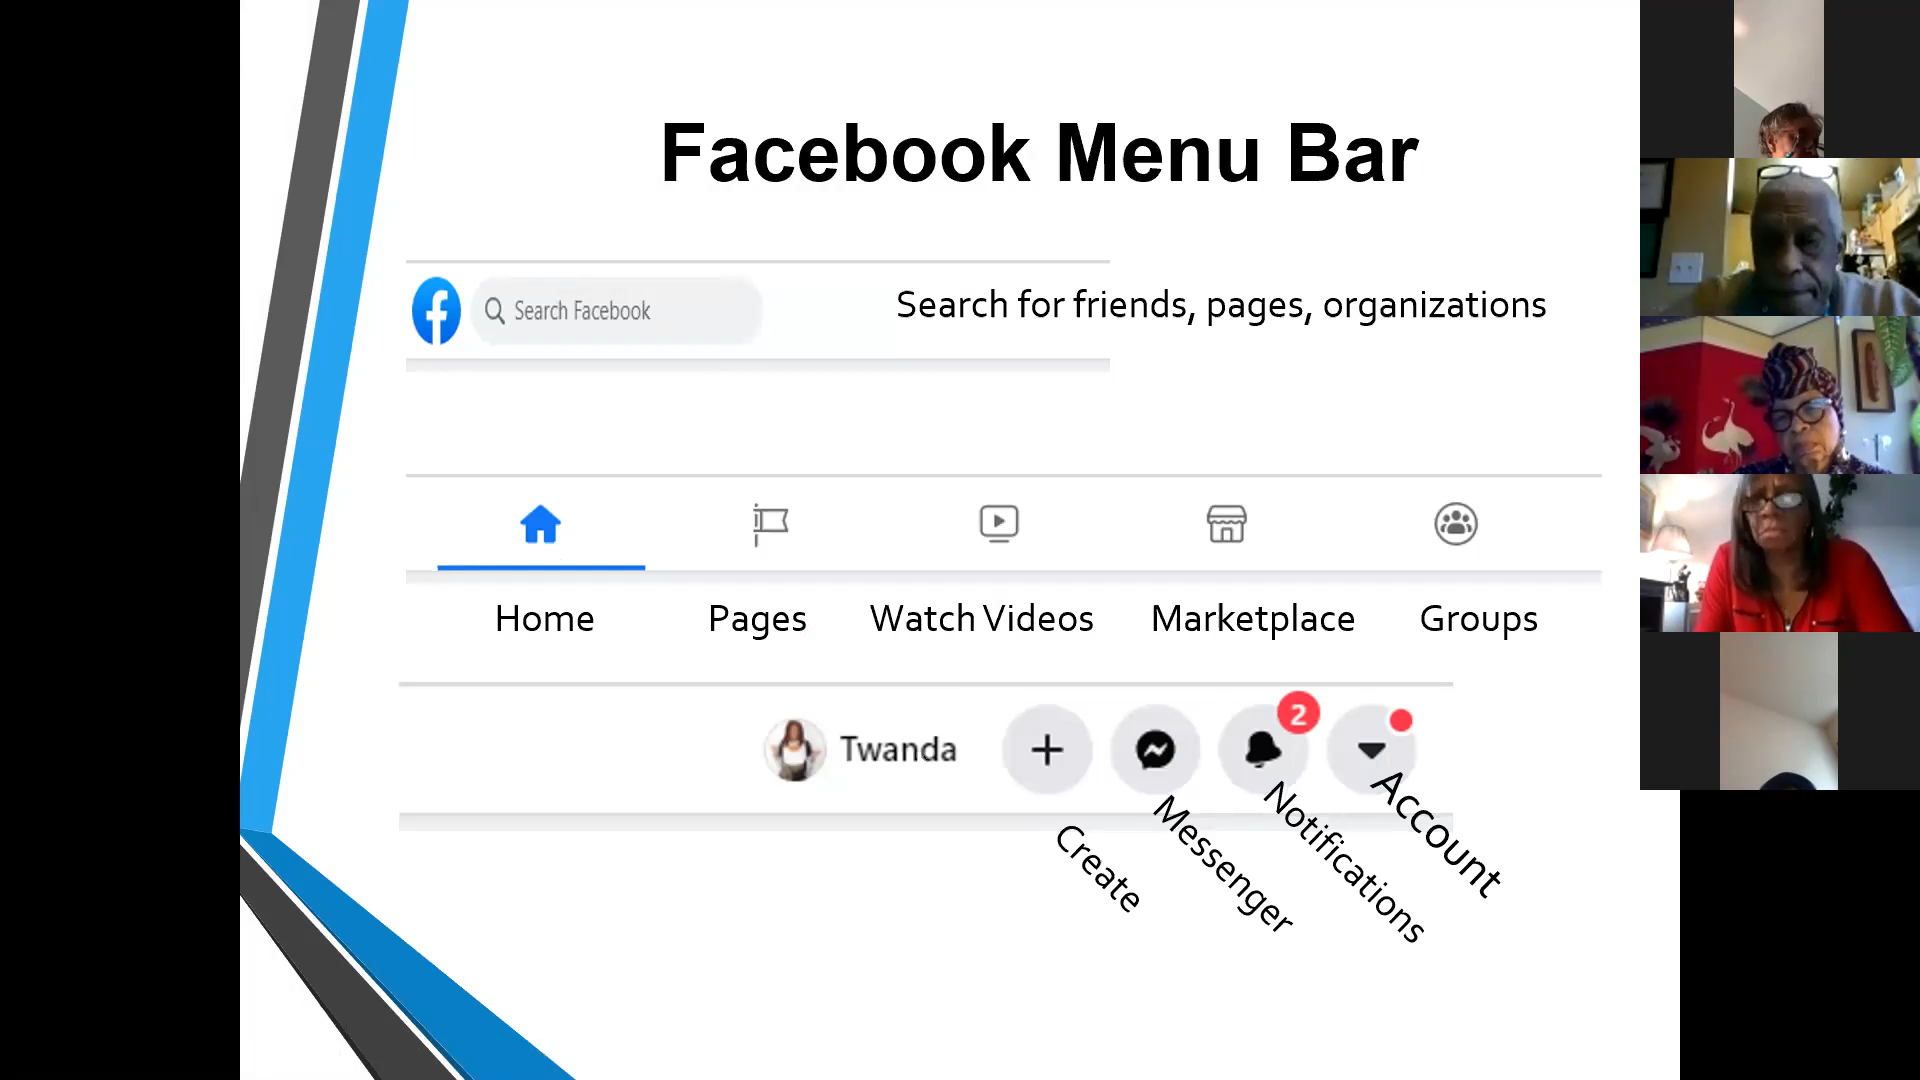 Facebook Menu Bar
Search Facebook
Search for friends, pages, organizations
Home Pages Watch Videos Marketplace Groups
Twanda
2
Create
Messenger
Notifications
Account